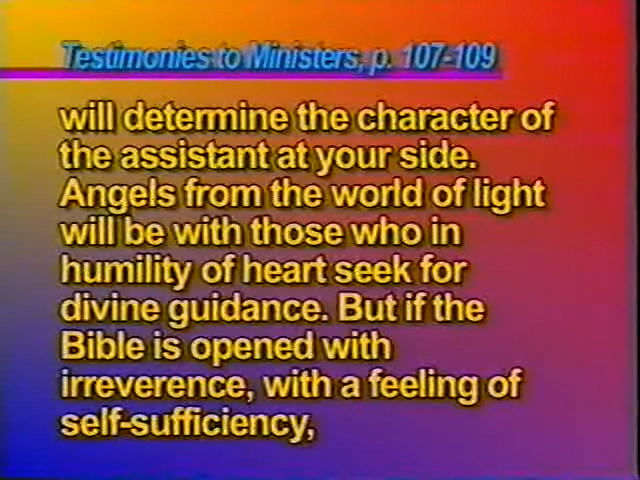 Testimonies to Ministers, p. 107-109
will determine the character of
the assistant at your side.
Angels from the world of light
will be with those who in
humility of heart seek for
divine guidance. But if the
Bible is opened with
irreverence, with a feeling of
self-sufficiency,